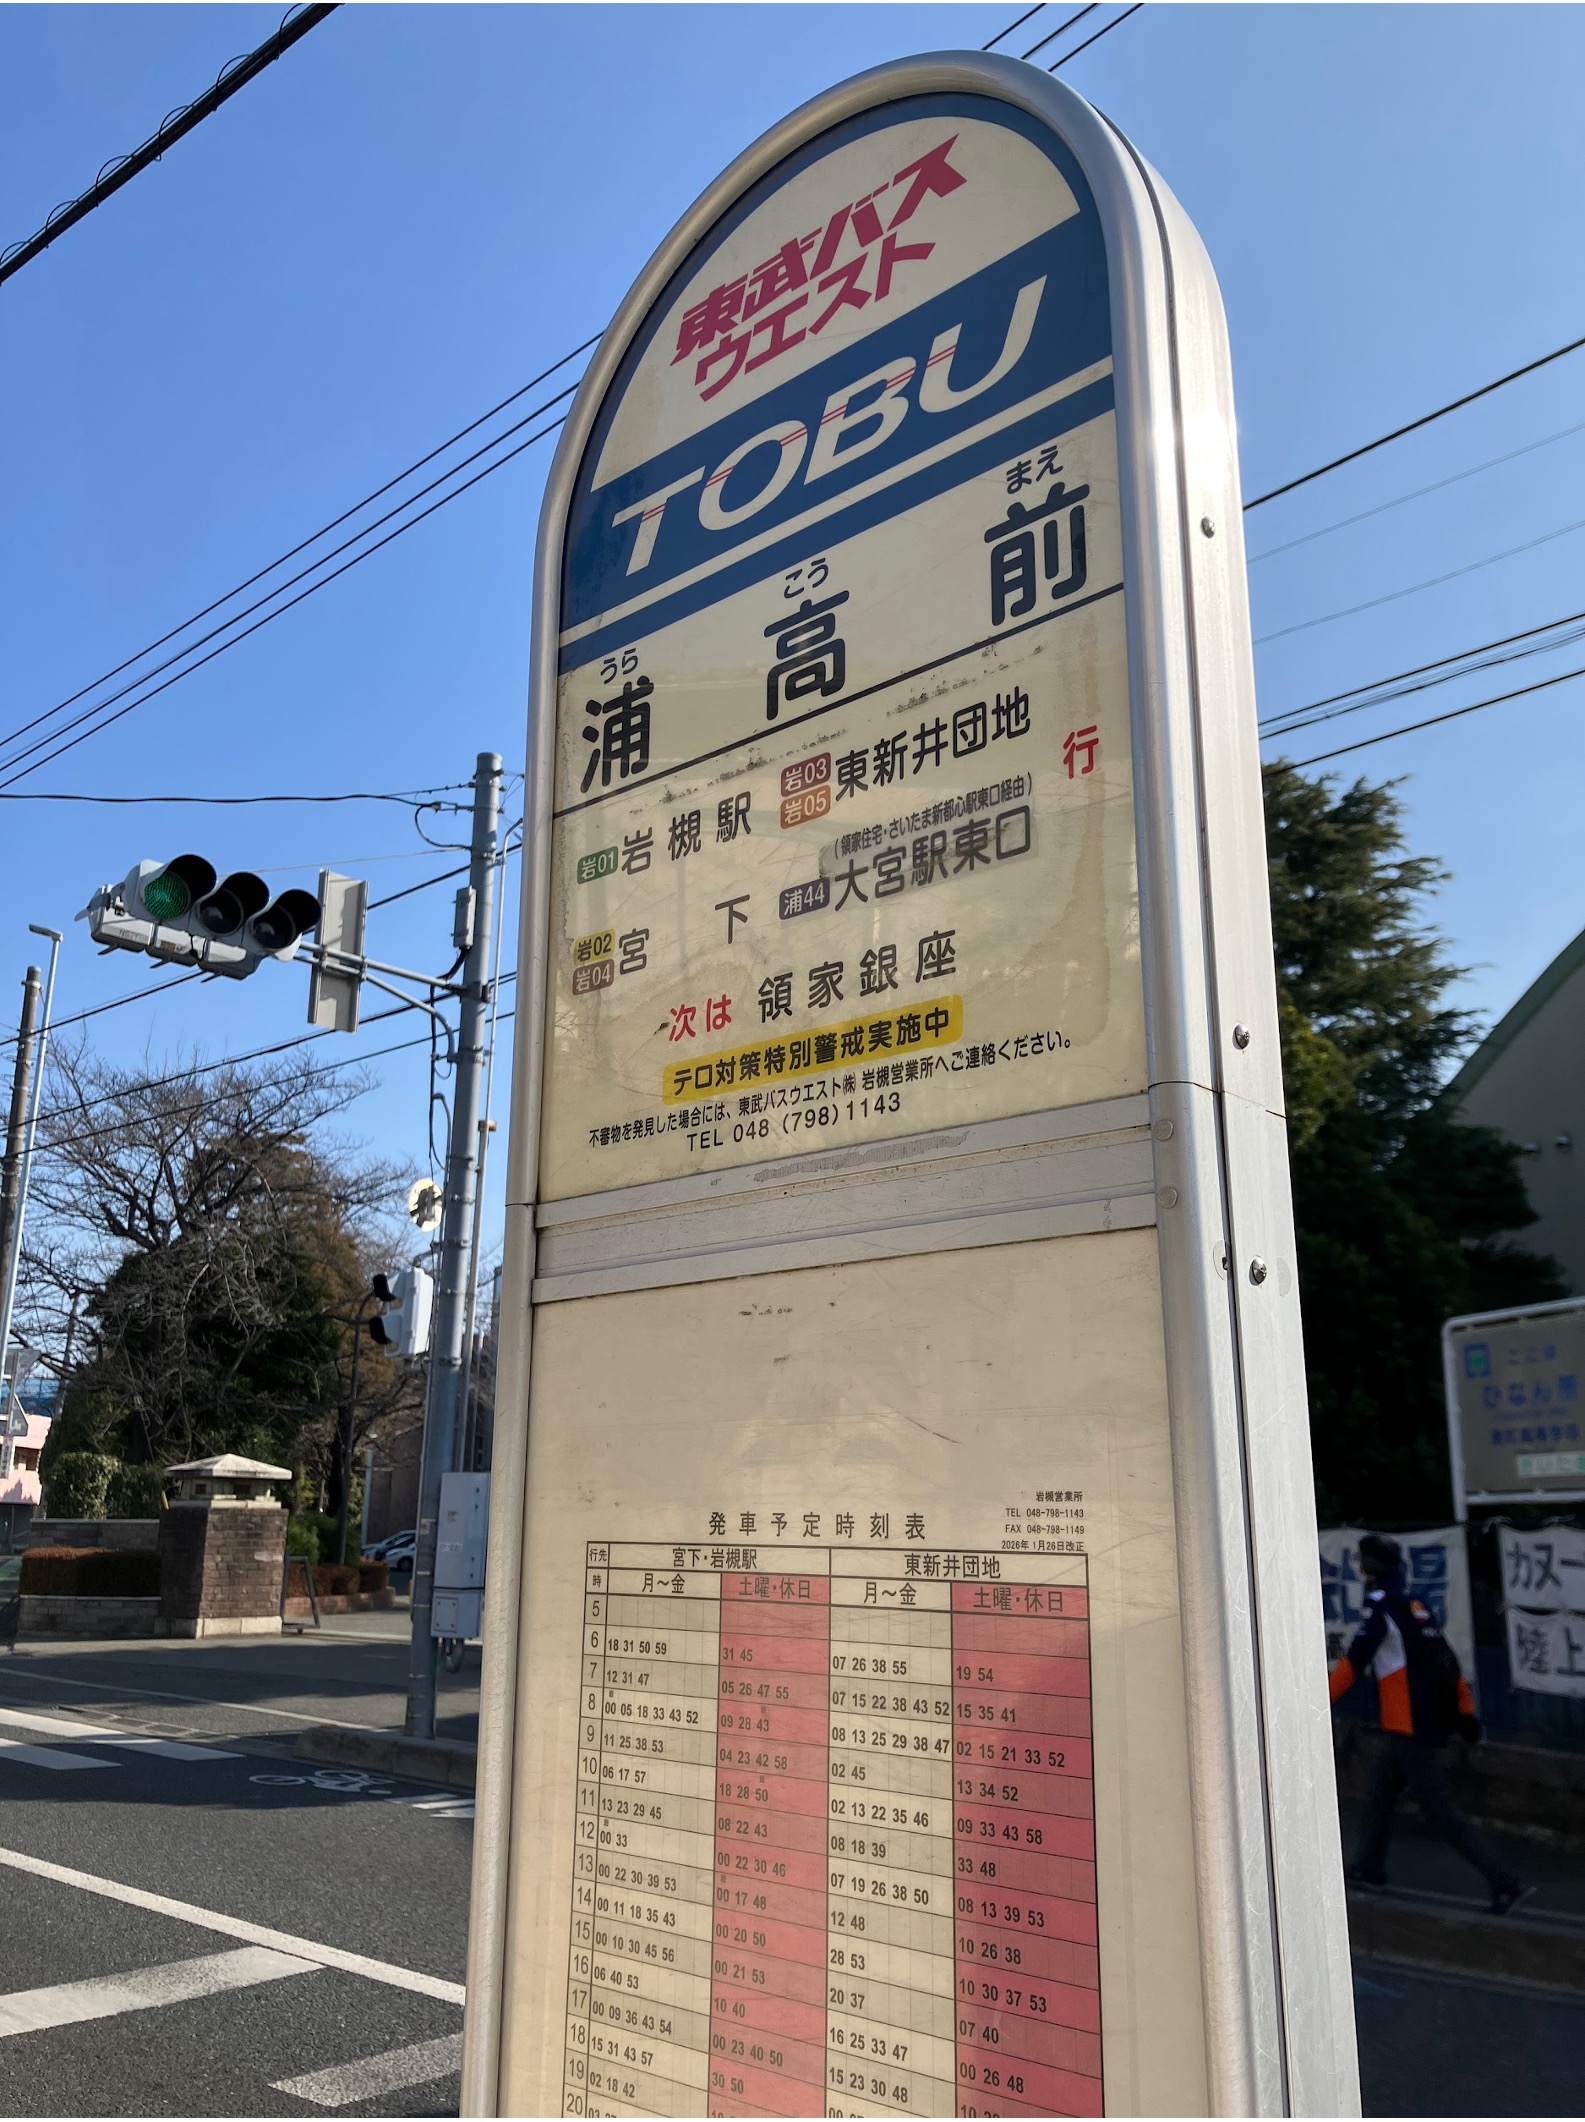 東武バス
ウエスト
TOBU
うら こう まえ
浦高前
岩01 岩槻駅 岩03 岩05 東新井団地 行
岩02 岩04 宮下 浦44 (領家住宅・さいたま新都心駅東口経由) 大宮駅東口
次は 領家銀座
テロ対策特別警戒実施中
不審物を発見した場合には、東武バスウエスト㈱ 岩槻営業所へご連絡ください。
TEL 048 (798) 1143
岩槻営業所
TEL 048-798-1143
FAX 048-798-1149
2026年 1月26日改正
発車予定時刻表
行先 宮下・岩槻駅 東新井団地
時 月～金 土曜・休日 月～金 土曜・休日
5
6 18 31 50 59 31 45 07 26 38 55 19 54
7 12 31 47 05 26 47 55 07 15 22 38 43 52 15 35 41
8 00 05 18 33 43 52 09 28 43 08 13 25 29 38 47 02 15 21 33 52
9 11 25 38 53 04 23 42 58 02 45 13 34 52
10 06 17 57 18 28 50 02 13 22 35 46 09 33 43 58
11 13 23 29 45 08 22 43 08 18 39 33 48
12 00 33 00 22 30 46 07 19 26 38 50 08 13 39 53
13 00 22 30 39 53 00 17 48 12 48 10 26 38
14 00 11 18 35 43 00 20 50 28 53 10 30 37 53
15 00 10 30 45 56 00 21 53 20 37 07 40
16 06 40 53 10 40 16 25 33 47 00 26 48
17 00 09 36 43 54 00 23 40 50 15 23 30 48
18 15 31 43 57 30 50
19 02 18 42
20
ここは
ひなん所
カヌー
陸上